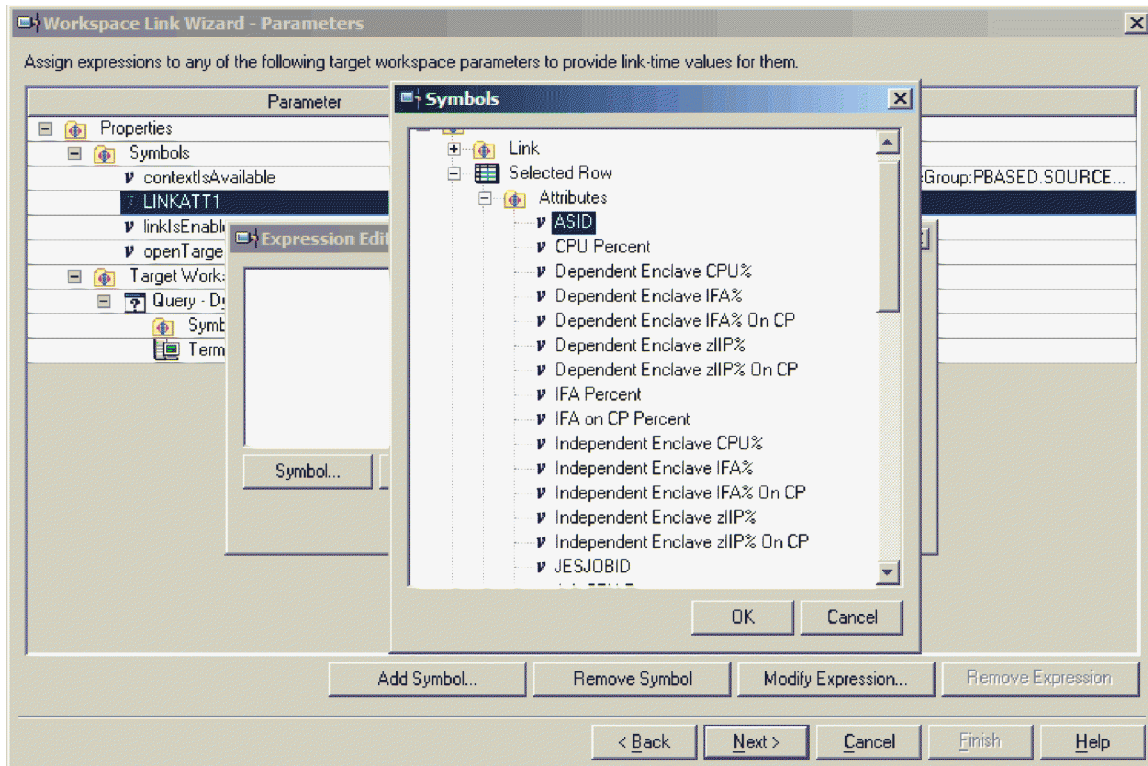 Workspace Link Wizard - Parameters
Assign expressions to any of the following target workspace parameters to provide link-time values for them.
Parameter
Properties
Symbols
contextIsAvailable
Group:PBASED.SOURCE...
LINKATT1
linkIsEnabl
openTarge
Target Works
Query - Dy
Symb
Term
Expression Edit
Symbol...
Symbols
Link
Selected Row
Attributes
ASID
CPU Percent
Dependent Enclave CPU%
Dependent Enclave IFA%
Dependent Enclave IFA% On CP
Dependent Enclave zIIP%
Dependent Enclave zIIP% On CP
IFA Percent
IFA on CP Percent
Independent Enclave CPU%
Independent Enclave IFA%
Independent Enclave IFA% On CP
Independent Enclave zIIP%
Independent Enclave zIIP% On CP
JESJOBID
OK Cancel
Add Symbol... Remove Symbol Modify Expression... Remove Expression
< Back Next > Cancel Finish Help